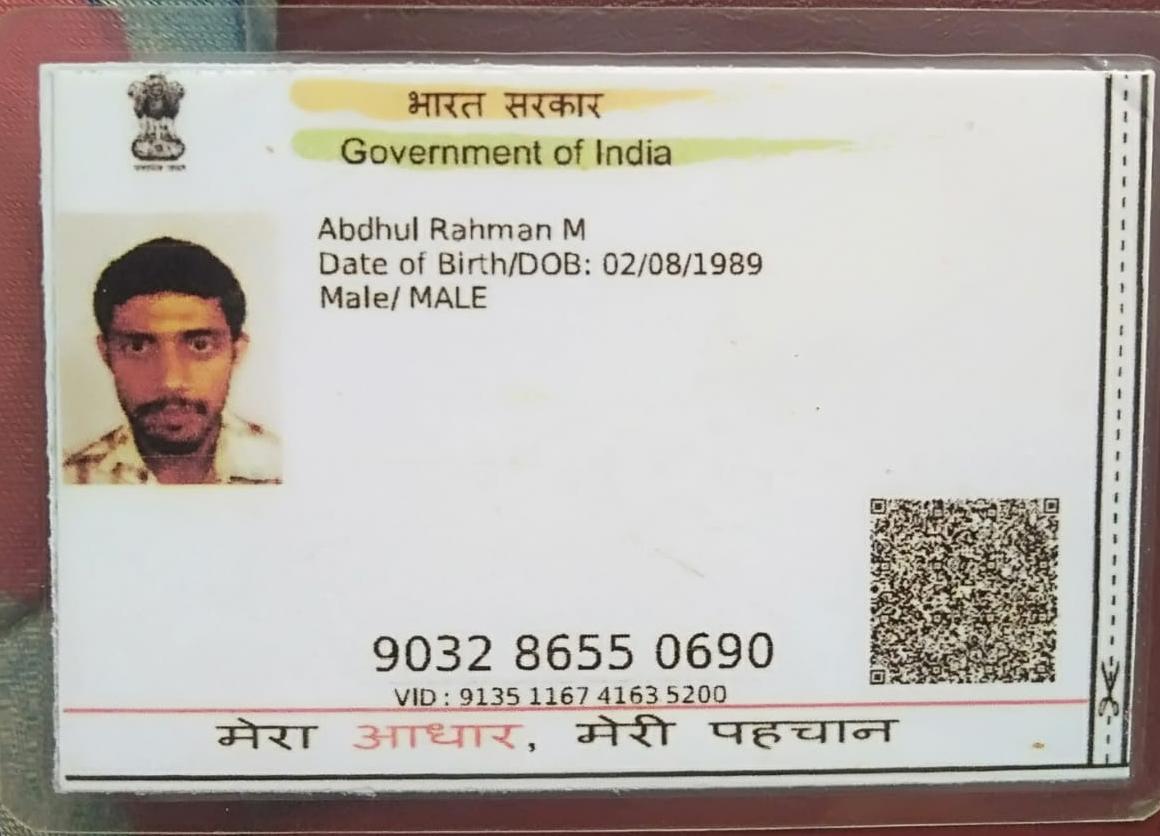 भारत सरकार
Government of India
Abdhul Rahman M
Date of Birth/DOB: 02/08/1989
Male/ MALE
9032 8655 0690
VID : 9135 1167 4163 5200
मेरा आधार, मेरी पहचान